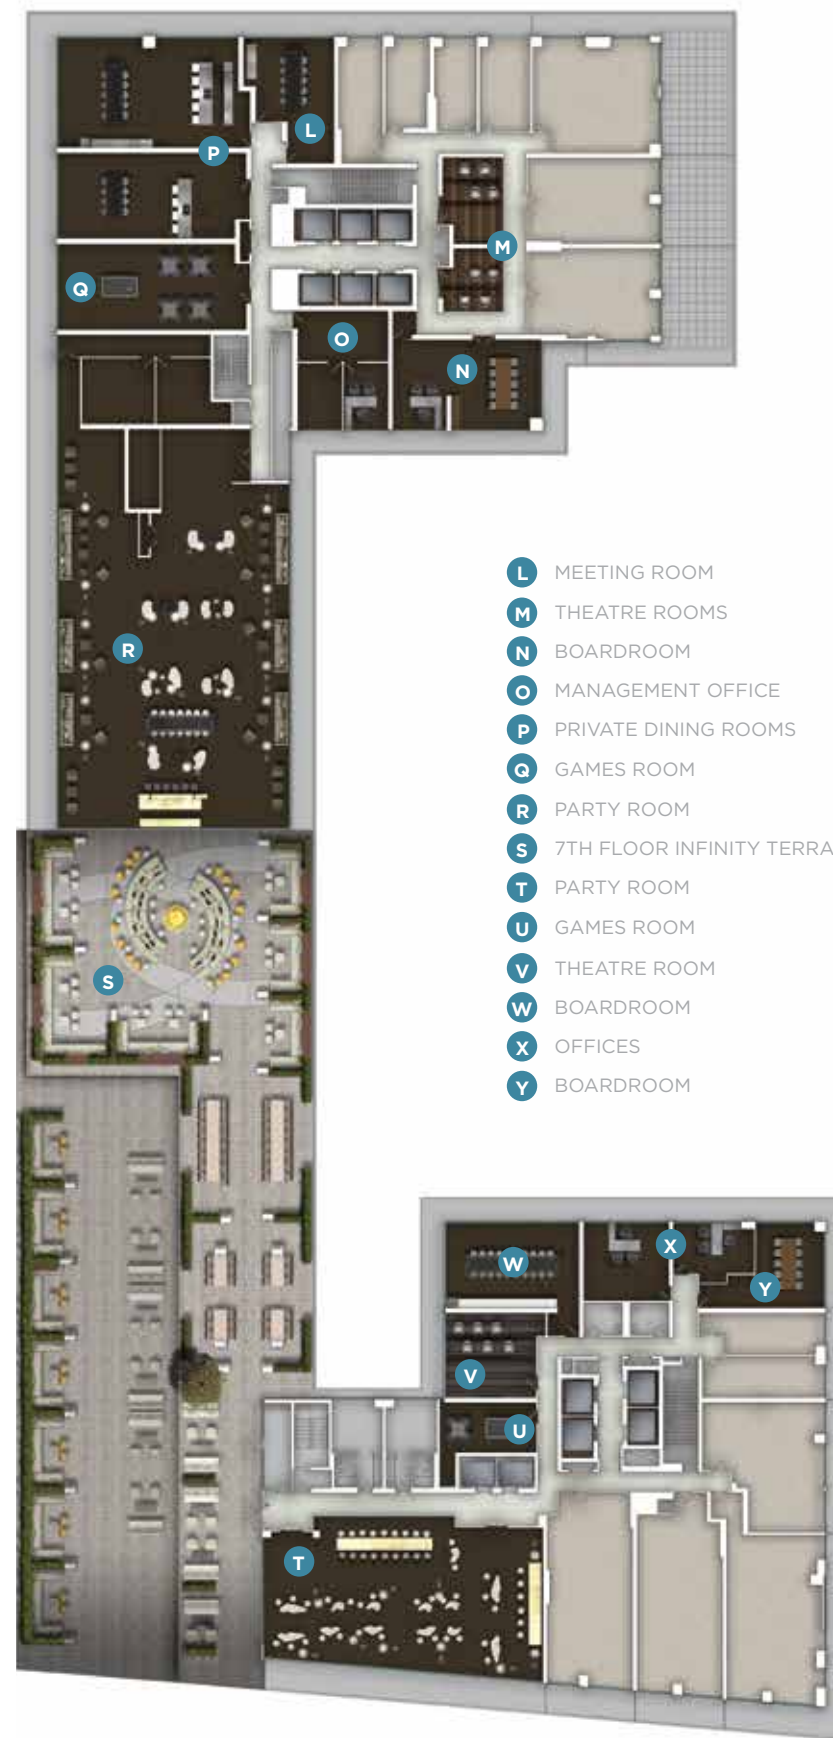 L
P
M
Q
O
N
R
L MEETING ROOM
M THEATRE ROOMS
N BOARDROOM
O MANAGEMENT OFFICE
P PRIVATE DINING ROOMS
Q GAMES ROOM
R PARTY ROOM
S 7TH FLOOR INFINITY TERRA
T PARTY ROOM
U GAMES ROOM
V THEATRE ROOM
W BOARDROOM
X OFFICES
Y BOARDROOM
S
X
W
Y
V
U
T